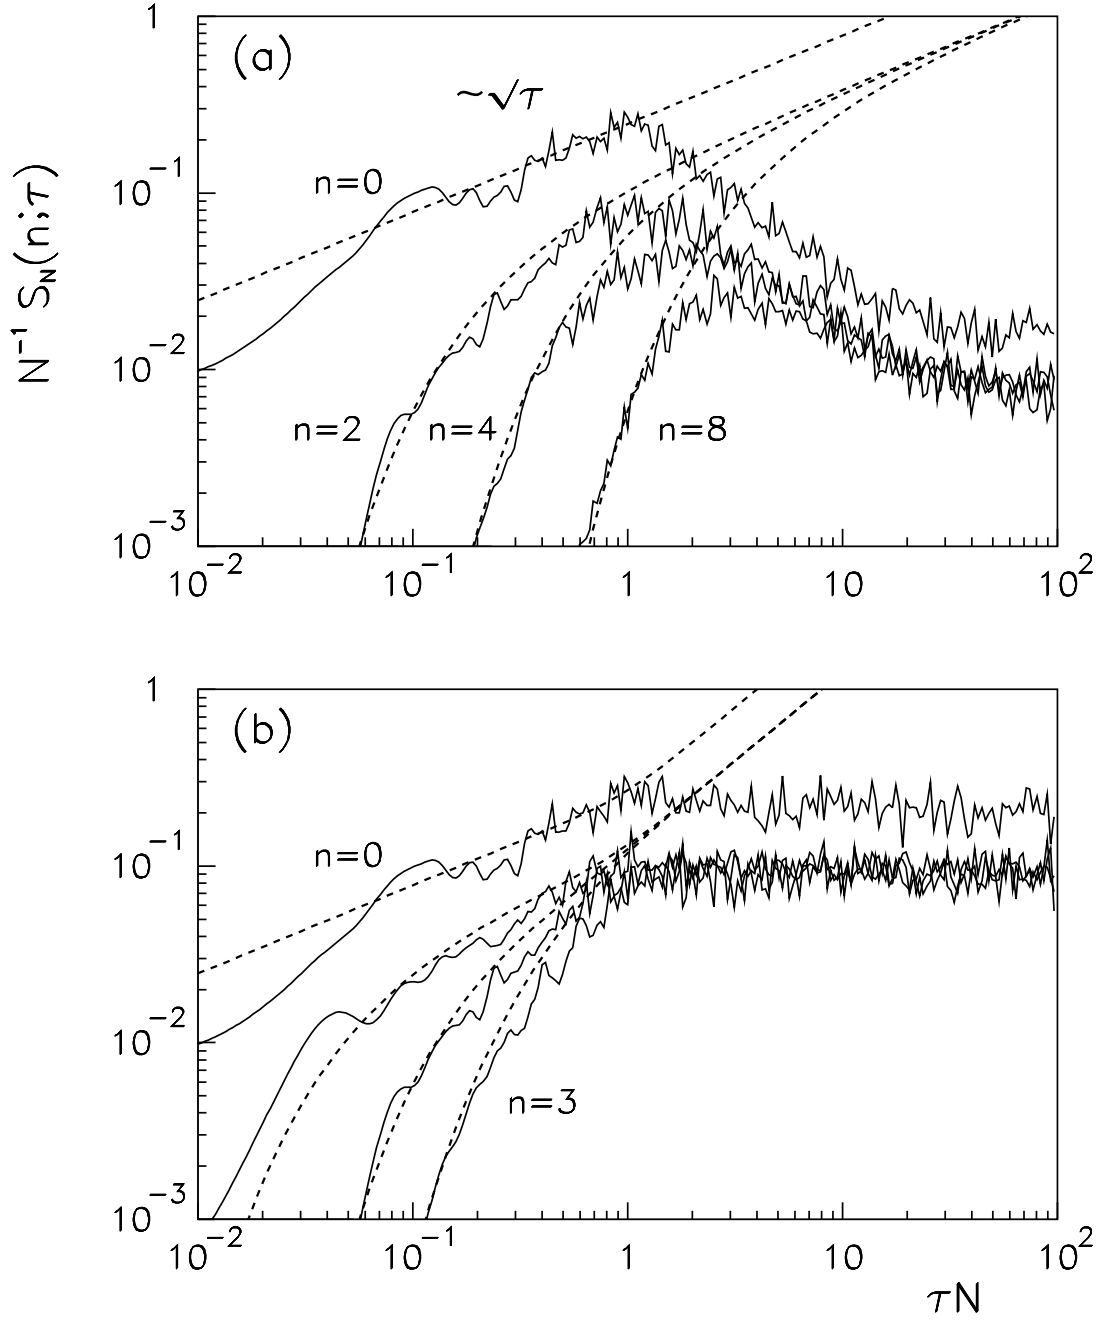 (a)
1
~√τ
10⁻¹
n=0
N⁻¹ S_N(n;τ)
10⁻²
n=2
n=4
n=8
10⁻³
10⁻² 10⁻¹ 1 10 10²
(b)
1
10⁻¹
n=0
10⁻²
n=3
10⁻³
10⁻² 10⁻¹ 1 10 10²
τN